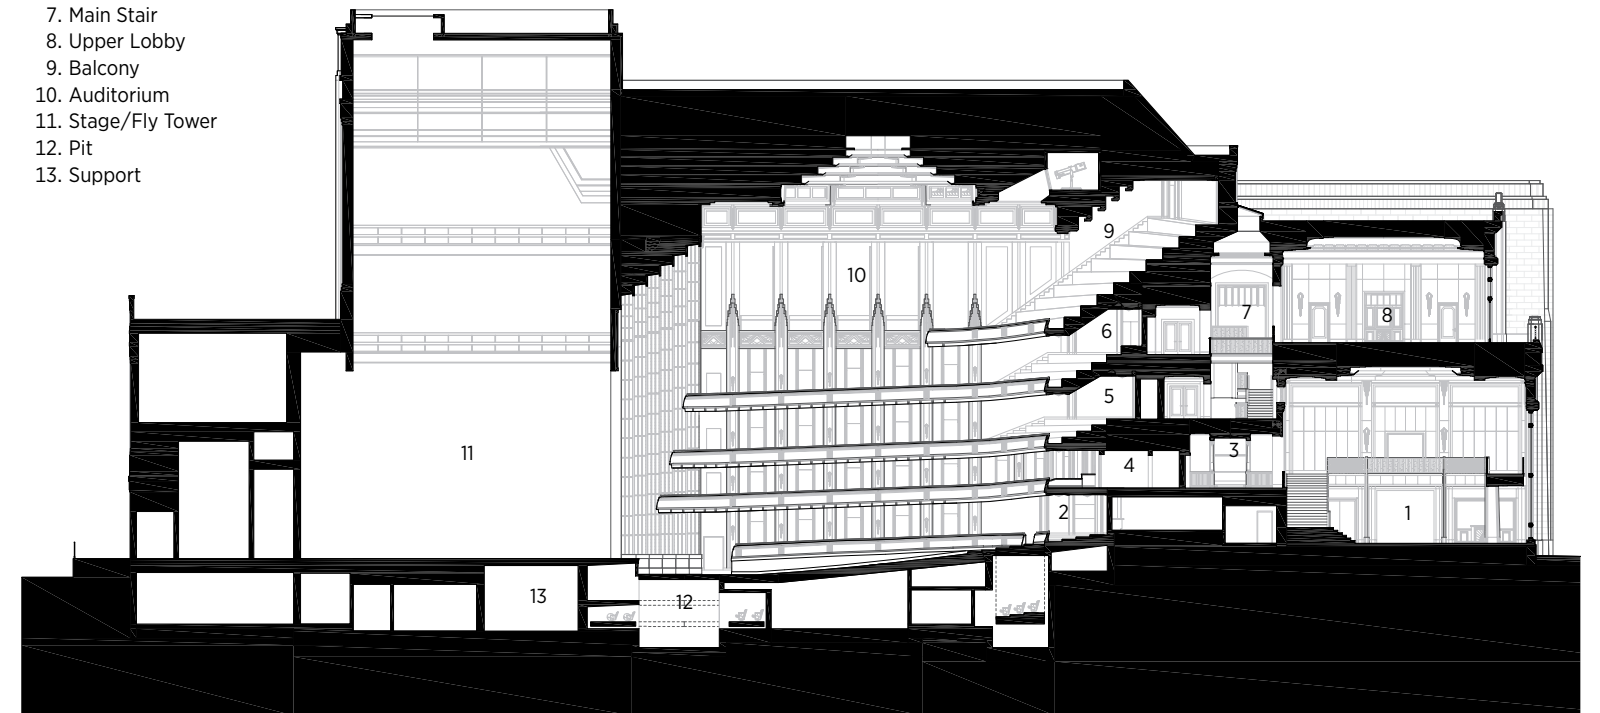 7. Main Stair
8. Upper Lobby
9. Balcony
10. Auditorium
11. Stage/Fly Tower
12. Pit
13. Support
9
10
7
8
6
5
11
3
4
2
1
13
12